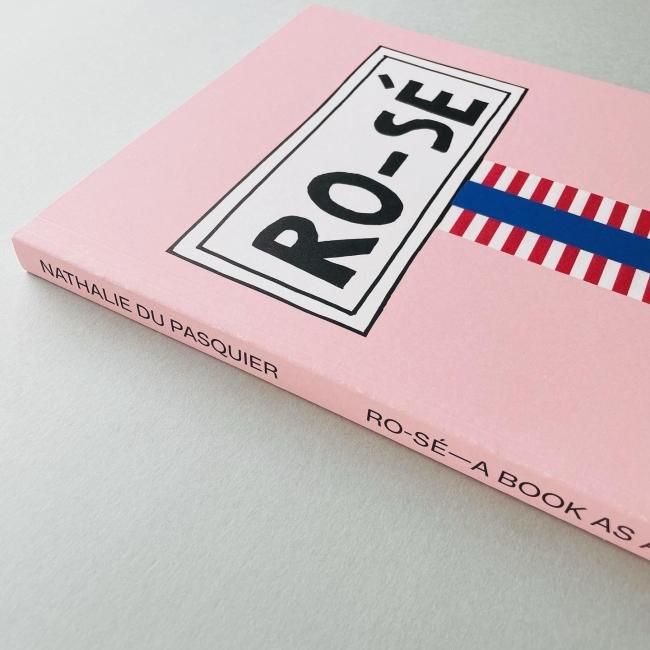 RO-SÉ
NATHALIE DU PASQUIER
RO-SÉ—A BOOK AS A